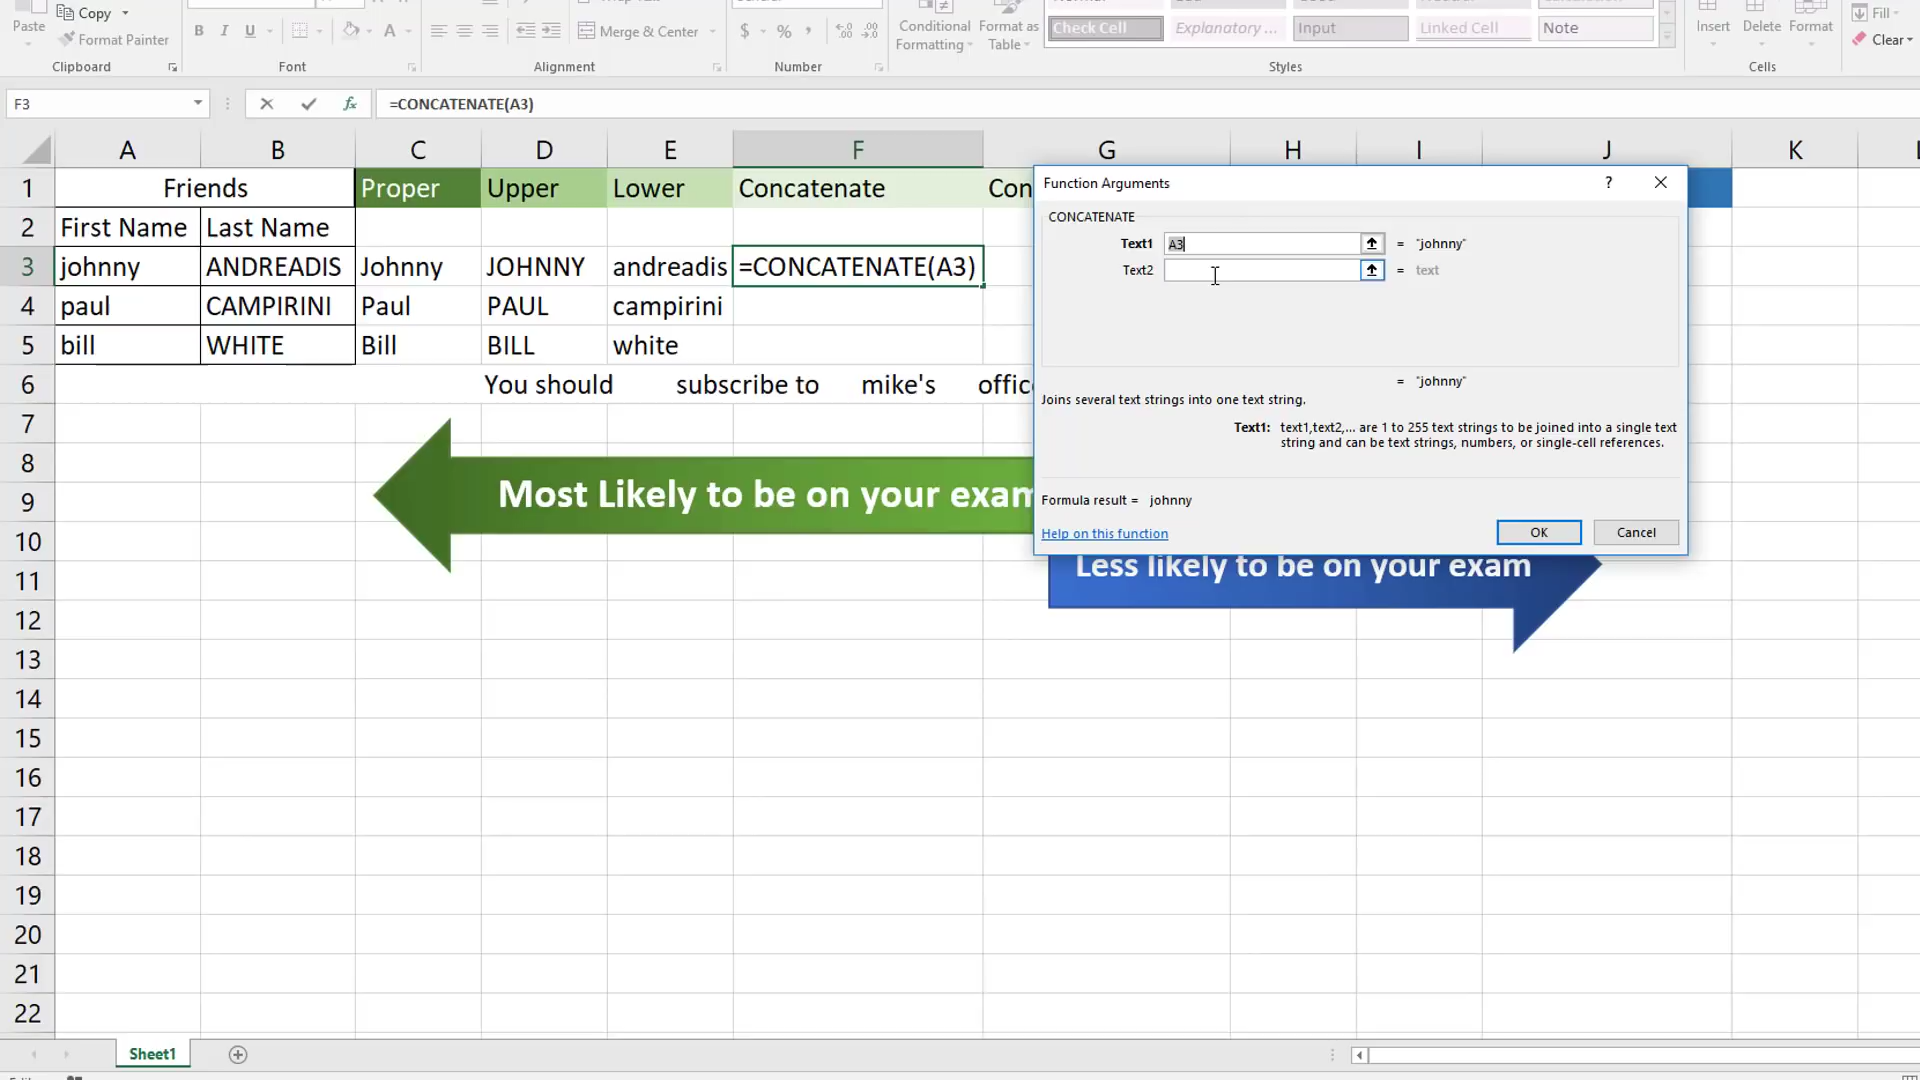 Paste
Copy
Format Painter
Clipboard
B I U
A
Font
Merge & Center
Alignment
$ % ,
Number
Conditional
Formatting
Format as
Table
Check Cell
Explanatory ...
Input
Linked Cell
Note
Styles
Insert
Delete
Format
Cells
Fill
Clear
F3
fx
=CONCATENATE(A3)
A B C D E F G H I J K
1 Friends Proper Upper Lower Concatenate Con
2 First Name Last Name
3 johnny ANDREADIS Johnny JOHNNY andreadis =CONCATENATE(A3)
4 paul CAMPIRINI Paul PAUL campirini
5 bill WHITE Bill BILL white
6 You should subscribe to mike's offic
7
8
9
10
11
12
13
14
15
16
17
18
19
20
21
22
Most Likely to be on your exam
Less likely to be on your exam
Function Arguments
?
CONCATENATE
Text1 A3 = "johnny"
Text2 = text
= "johnny"
Joins several text strings into one text string.
Text1: text1,text2,... are 1 to 255 text strings to be joined into a single text
string and can be text strings, numbers, or single-cell references.
Formula result = johnny
Help on this function
OK
Cancel
Sheet1